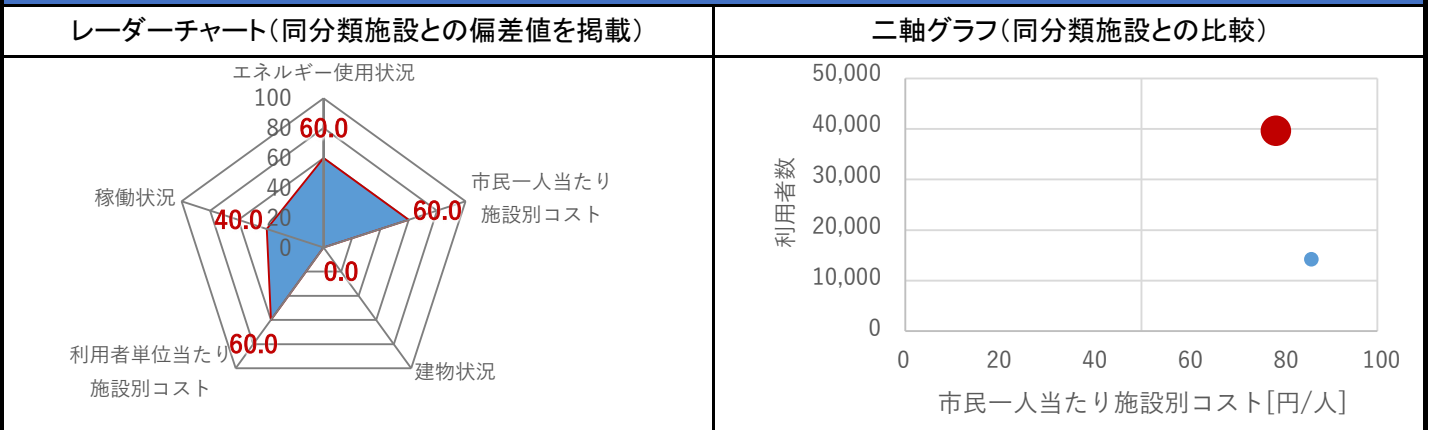 レーダーチャート（同分類施設との偏差値を掲載）
エネルギー使用状況
100
80
60
40
20
0
60.0
市民一人当たり
施設別コスト
60.0
0.0
建物状況
利用者単位当たり
施設別コスト
60.0
稼働状況
40.0
二軸グラフ（同分類施設との比較）
利用者数
50,000
40,000
30,000
20,000
10,000
0
0 20 40 60 80 100
市民一人当たり施設別コスト[円/人]